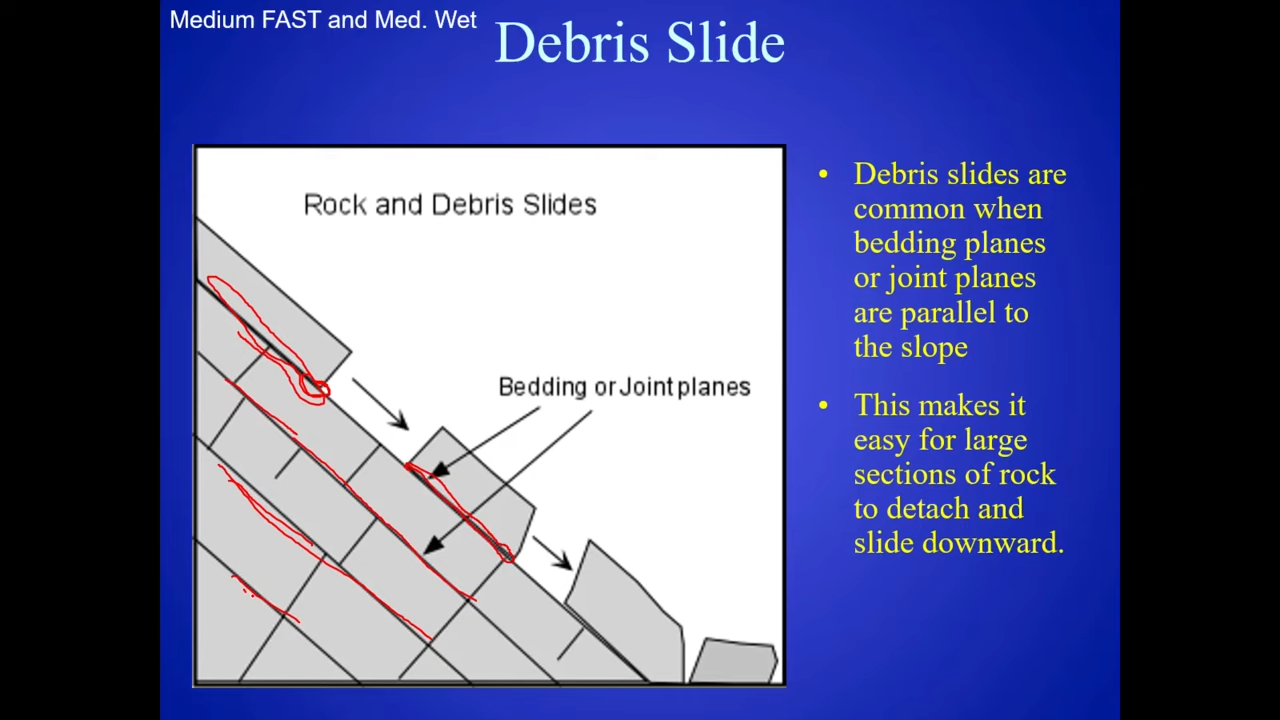 Medium FAST and Med. Wet
Debris Slide
Rock and Debris Slides
Bedding or Joint planes
• Debris slides are
common when
bedding planes
or joint planes
are parallel to
the slope
• This makes it
easy for large
sections of rock
to detach and
slide downward.